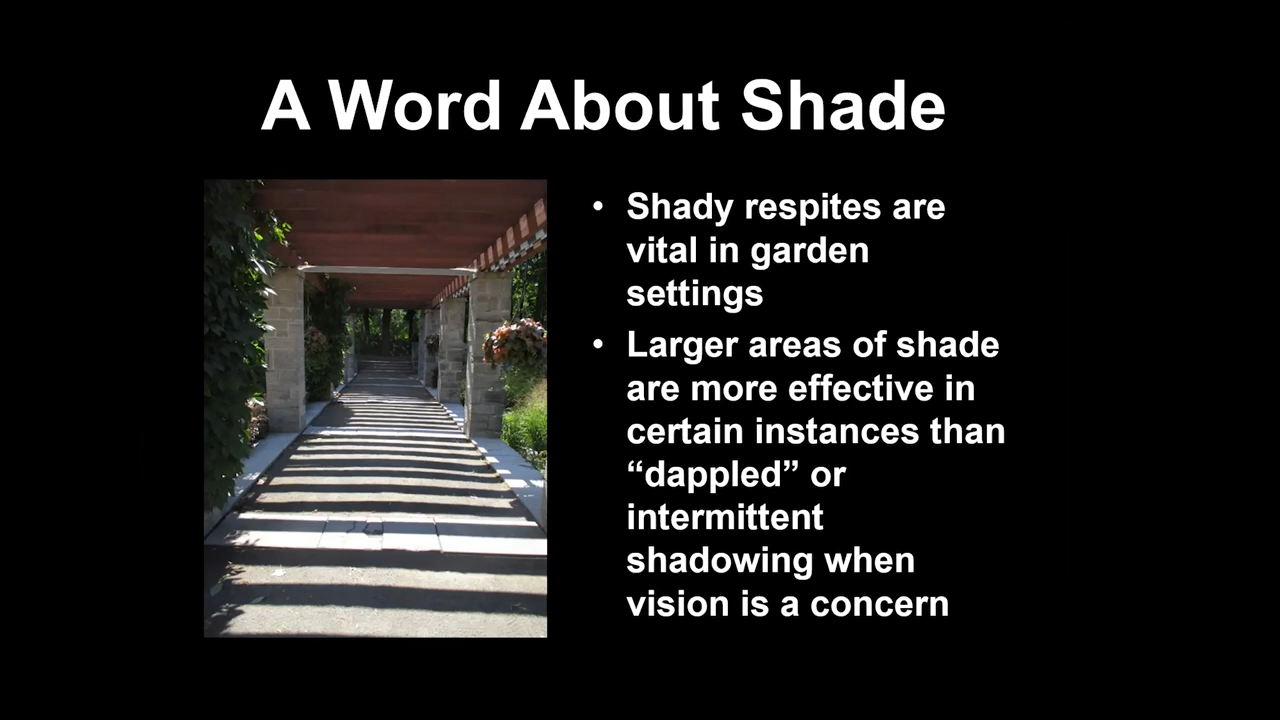 A Word About Shade
• Shady respites are
vital in garden
settings
• Larger areas of shade
are more effective in
certain instances than
“dappled” or
intermittent
shadowing when
vision is a concern